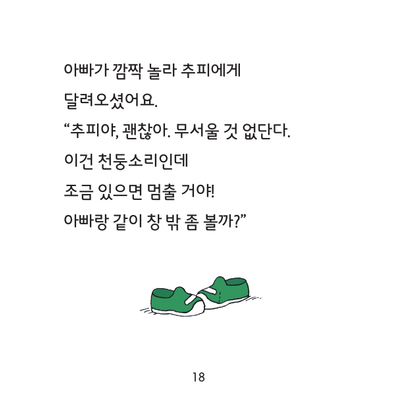 아빠가 깜짝 놀라 추피에게
달려오셨어요.
“추피야, 괜찮아. 무서울 것 없단다.
이건 천둥소리인데
조금 있으면 멈출 거야!
아빠랑 같이 창 밖 좀 볼까?”
18